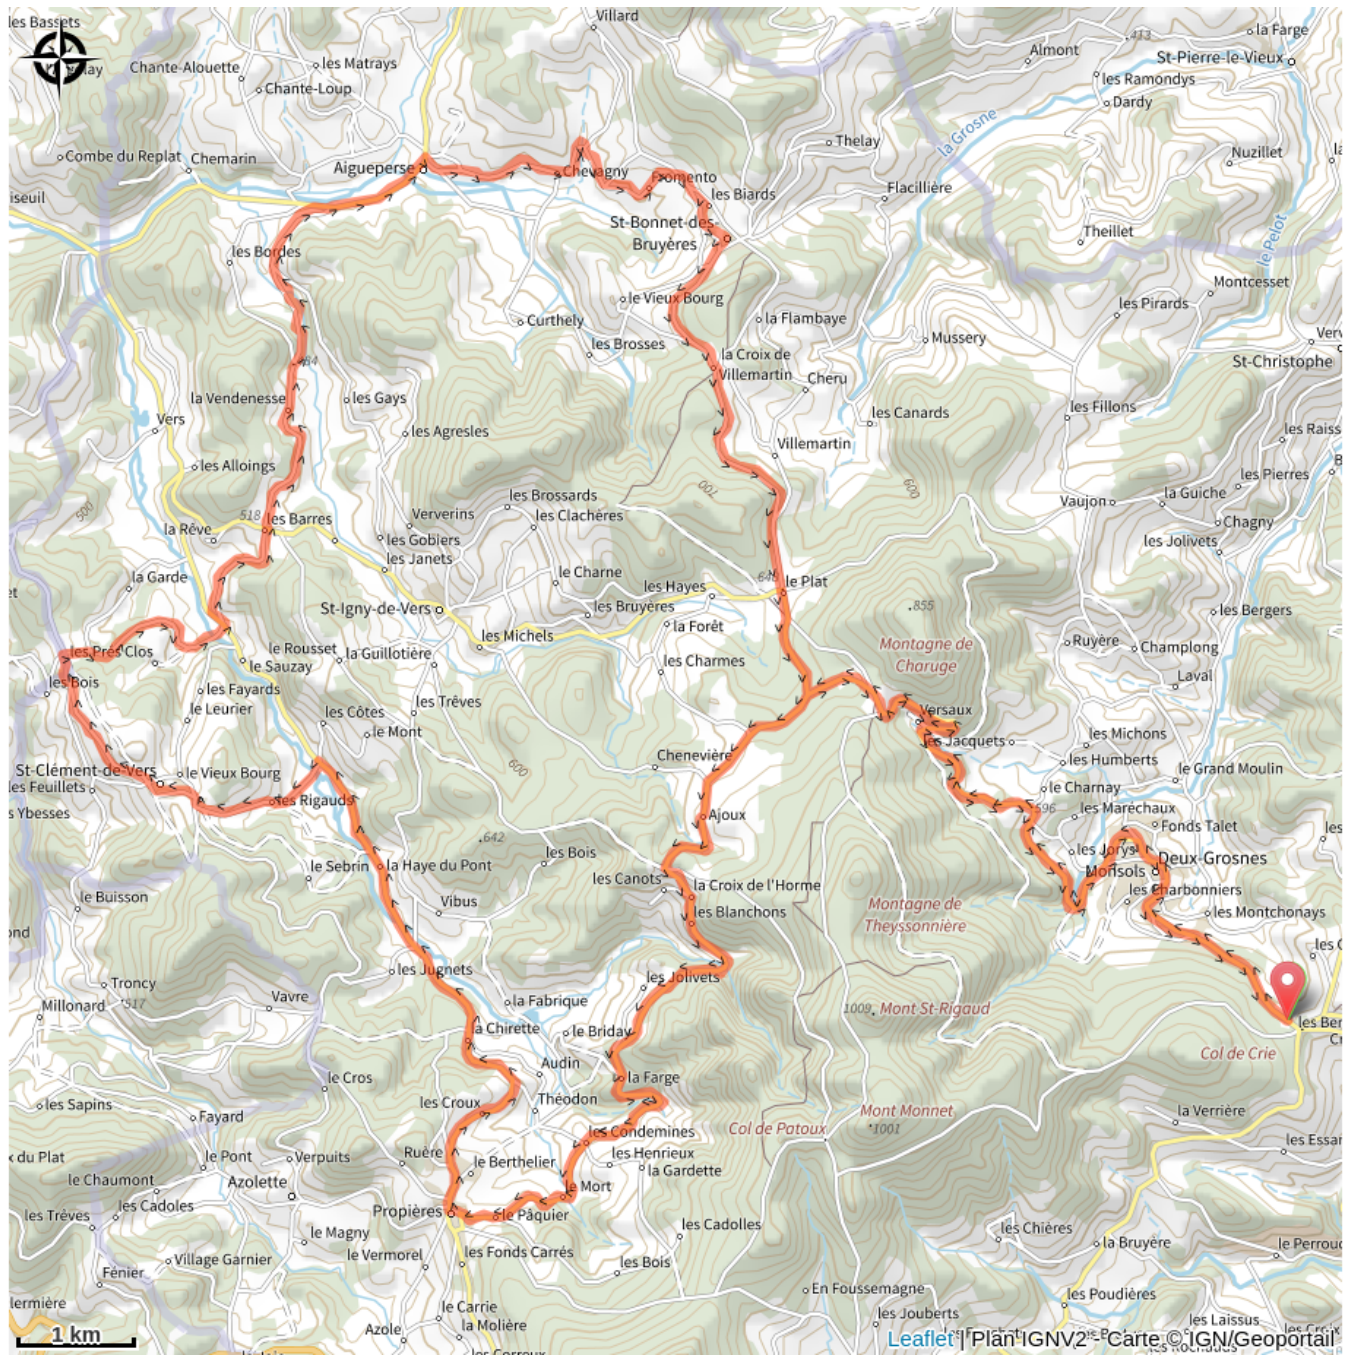 les Bassets
Villard
la Farge
Almont
433
St-Pierre-le-Vieux
Chante-Alouette
les Matrays
les Ramondys
Chante-Loup
Dardy
la Grosne
Thelay
Combe du Replat
Chemarin
Aigueperse
Chevagny
Fromento
Nuzillet
les Biards
Flacillière
St-Bonnet-des-
Bruyères
Theillet
le Pelot
les Bordes
Montcesset
le Vieux Bourg
les Pirards
Curthely
la Flambaye
Mussery
les Brosses
la Croix de
Villemartin
St-Christophe
Cheru
la Vendenesse
les Gays
les Canards
les Fillons
Vers
les Agresles
Villemartin
les Alloings
les Pierres
700
600
500
les Brossards
Vaujon
la Guiche
518
les Barres
Ververins
les Clachères
Chagny
la Rêve
les Gobiers
les Jolivets
les Janets
la Garde
le Charne
les Hayes
le Plat
St-Igny-de-Vers
les Bruyères
855
les Bergers
les Michels
la Forêt
Montagne de
Charuge
Ruyère
Champlong
les Prés Clos
le Rousset
la Guillotière
le Sauzay
les Charmes
Laval
les Bois
les Fayards
les Trêves
le Leurier
les Côtes
Versaux
le Mont
les Jacquets
les Michons
Chenevière
600
les Humberts
St-Clément-de-Vers
le Vieux Bourg
le Grand Moulin
les Feuillets
le Charnay
les Rigauds
596
les Maréchaux
Ybesses
Ajoux
Fonds Talet
642
les Bois
les Jorys
Deux-Grosnes
le Sebrin
la Haye du Pont
Monsols
les Canots
la Croix de l'Horme
les Charbonniers
le Buisson
Vibus
Montagne de
Theyssonnière
les Blanchons
les Montchonays
les Jugnets
les Jolivets
Troncy
Millonard
517
Vavre
la Fabrique
1009
Mont St-Rigaud
la Chirette
le Briday
Col de Crie
Audin
la Farge
le Cros
les Sapins
les Croux
Théodon
Fayard
Mont Monnet
1001
la Verrière
Col de Patoux
les Condemines
le Pont
Verpuits
Ruère
le Berthelier
les Henrieux
la Gardette
le Chaumont
Azolette
le Mort
les Cadoles
Propières
le Pâquier
les Trêves
les Cadolles
le Magny
les Chières
la Bruyère
Village Garnier
le Vermorel
les Fonds Carrés
Fénier
les Bois
En Foussemagne
les Poudières
le Carrie
les Jouberts
les Laissus
Azole
la Molière
1 km
Leaflet | Plan IGNV2 - Carte © IGN/Geoportail